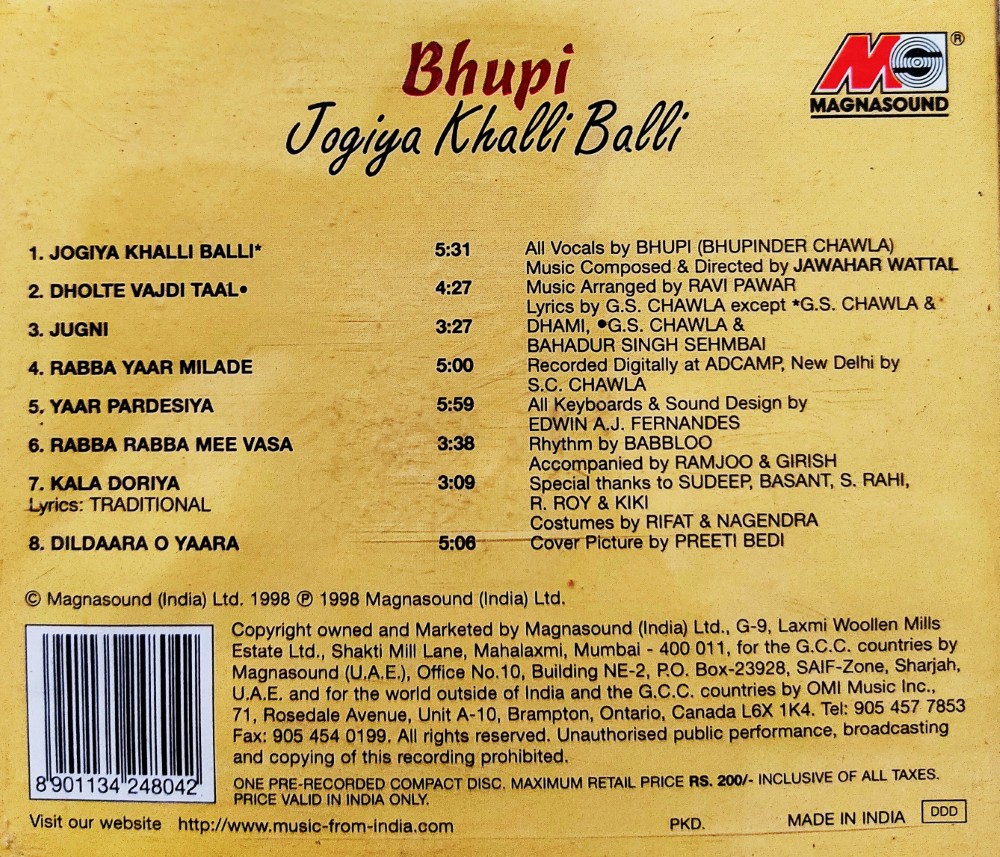 Bhupi
Jogiya Khalli Balli
MS®
MAGNASOUND
1. JOGIYA KHALLI BALLI* 5:31
2. DHOLTE VAJDI TAAL• 4:27
3. JUGNI 3:27
4. RABBA YAAR MILADE 5:00
5. YAAR PARDESIYA 5:59
6. RABBA RABBA MEE VASA 3:38
7. KALA DORIYA 3:09
Lyrics: TRADITIONAL
8. DILDAARA O YAARA 5:06
All Vocals by BHUPI (BHUPINDER CHAWLA)
Music Composed & Directed by JAWAHAR WATTAL
Music Arranged by RAVI PAWAR
Lyrics by G.S. CHAWLA except *G.S. CHAWLA &
DHAMI, •G.S. CHAWLA &
BAHADUR SINGH SEHMBAI
Recorded Digitally at ADCAMP, New Delhi by
S.C. CHAWLA
All Keyboards & Sound Design by
EDWIN A.J. FERNANDES
Rhythm by BABBLOO
Accompanied by RAMJOO & GIRISH
Special thanks to SUDEEP, BASANT, S. RAHI,
R. ROY & KIKI
Costumes by RIFAT & NAGENDRA
Cover Picture by PREETI BEDI
© Magnasound (India) Ltd. 1998 ℗ 1998 Magnasound (India) Ltd.
Copyright owned and Marketed by Magnasound (India) Ltd., G-9, Laxmi Woollen Mills
Estate Ltd., Shakti Mill Lane, Mahalaxmi, Mumbai - 400 011, for the G.C.C. countries by
Magnasound (U.A.E.), Office No.10, Building NE-2, P.O. Box-23928, SAIF-Zone, Sharjah,
U.A.E. and for the world outside of India and the G.C.C. countries by OMI Music Inc.,
71, Rosedale Avenue, Unit A-10, Brampton, Ontario, Canada L6X 1K4. Tel: 905 457 7853
Fax: 905 454 0199. All rights reserved. Unauthorised public performance, broadcasting
and copying of this recording prohibited.
8 901134 248042
ONE PRE-RECORDED COMPACT DISC. MAXIMUM RETAIL PRICE RS. 200/- INCLUSIVE OF ALL TAXES.
PRICE VALID IN INDIA ONLY.
Visit our website http://www.music-from-india.com PKD. MADE IN INDIA DDD